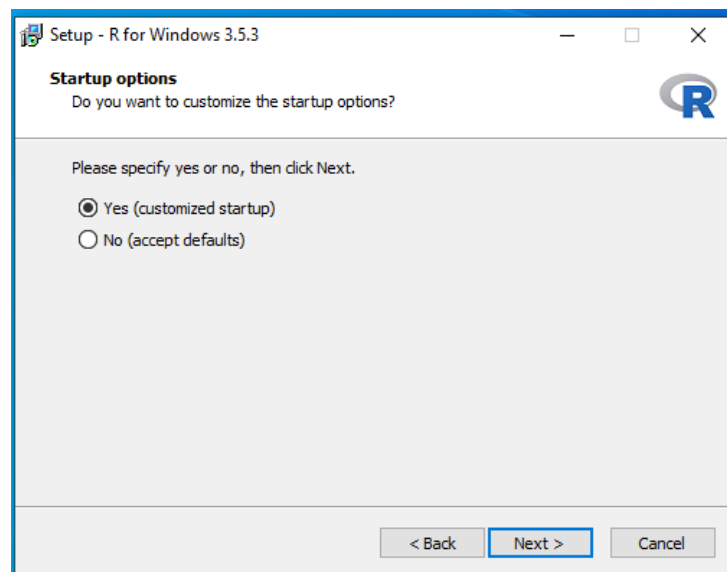 Setup - R for Windows 3.5.3
Startup options
Do you want to customize the startup options?
R
Please specify yes or no, then click Next.
Yes (customized startup)
No (accept defaults)
< Back Next > Cancel